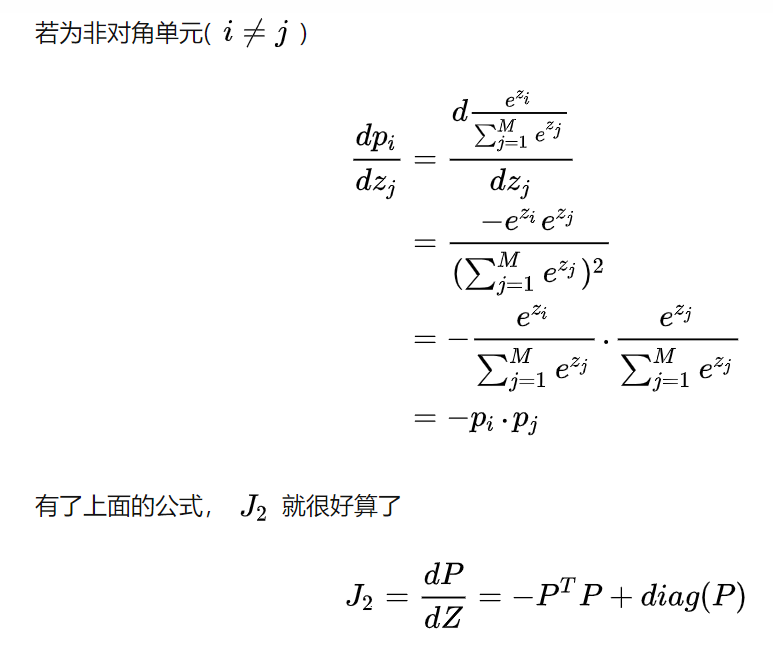 若为非对角单元( $i \neq j$ )
$\frac{dp_i}{dz_j} = \frac{d\frac{e^{z_i}}{\sum_{j=1}^{M} e^{z_j}}}{dz_j}$
$= \frac{-e^{z_i} e^{z_j}}{(\sum_{j=1}^{M} e^{z_j})^2}$
$= -\frac{e^{z_i}}{\sum_{j=1}^{M} e^{z_j}} \cdot \frac{e^{z_j}}{\sum_{j=1}^{M} e^{z_j}}$
$= -p_i \cdot p_j$
有了上面的公式， $J_2$ 就很好算了
$J_2 = \frac{dP}{dZ} = -P^T P + diag(P)$